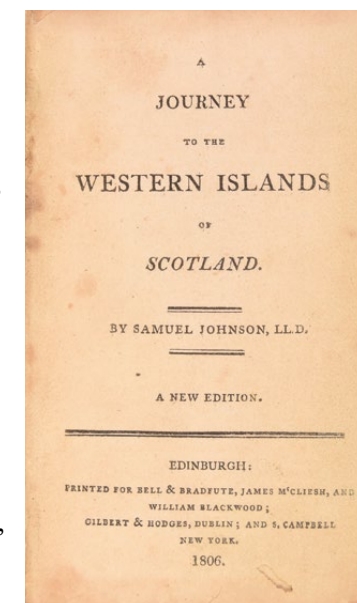 A
JOURNEY
TO THE
WESTERN ISLANDS
OF
SCOTLAND.
BY SAMUEL JOHNSON, LL.D.
A NEW EDITION.
EDINBURGH:
PRINTED FOR BELL & BRADFUTE, JAMES M'CLIESH, AND
WILLIAM BLACKWOOD;
GILBERT & HODGES, DUBLIN; AND S. CAMPBELL
NEW YORK.
1806.